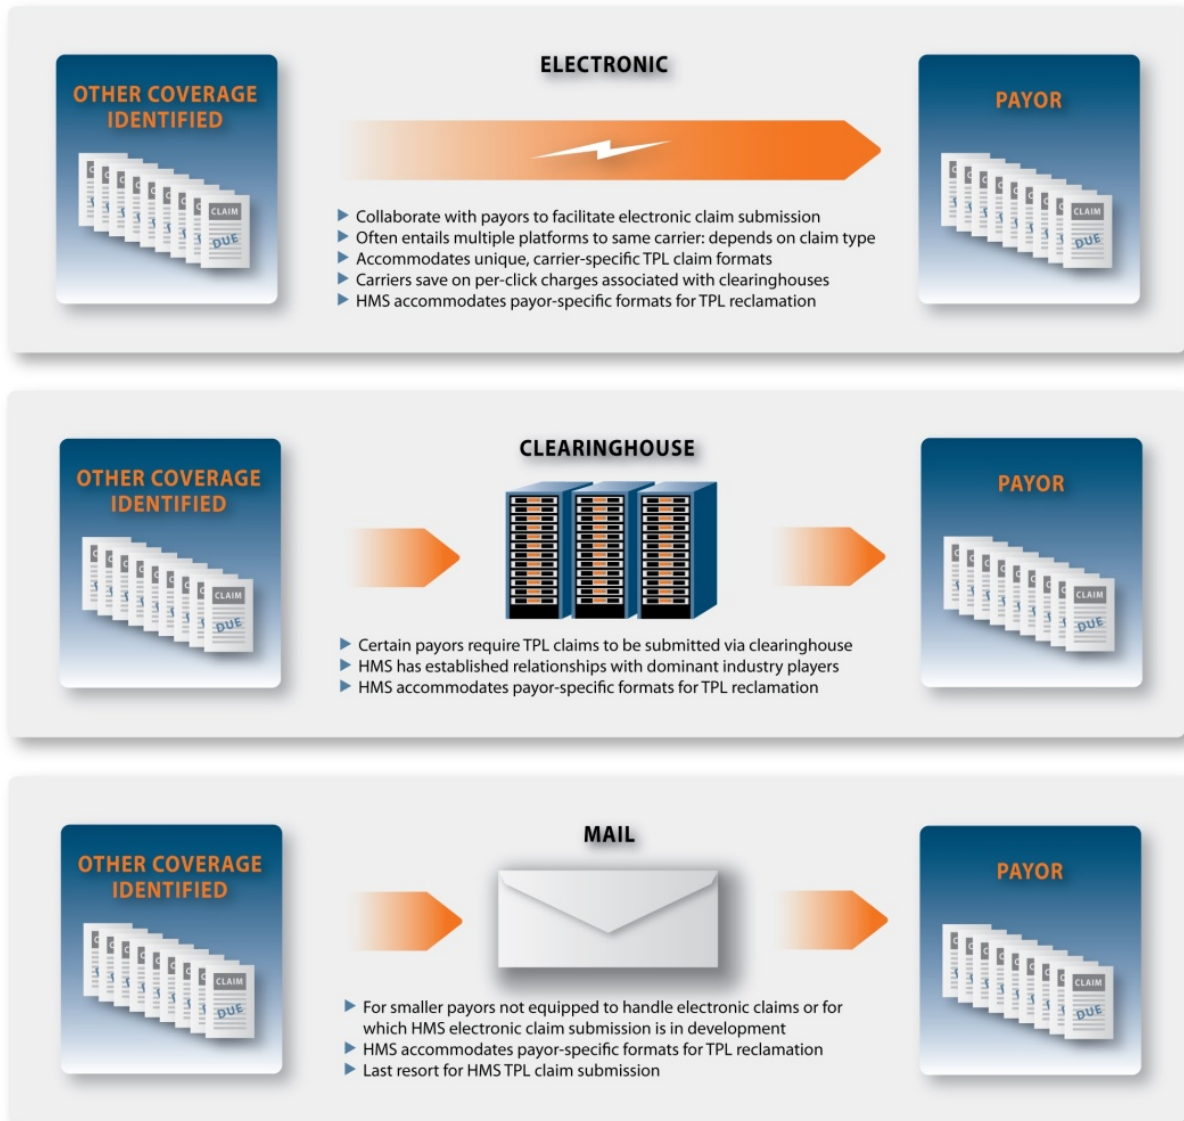 ELECTRONIC
OTHER COVERAGE
IDENTIFIED
CLAIM
DUE
PAYOR
CLAIM
DUE
Collaborate with payors to facilitate electronic claim submission
Often entails multiple platforms to same carrier: depends on claim type
Accommodates unique, carrier-specific TPL claim formats
Carriers save on per-click charges associated with clearinghouses
HMS accommodates payor-specific formats for TPL reclamation
CLEARINGHOUSE
OTHER COVERAGE
IDENTIFIED
CLAIM
DUE
PAYOR
CLAIM
DUE
Certain payors require TPL claims to be submitted via clearinghouse
HMS has established relationships with dominant industry players
HMS accommodates payor-specific formats for TPL reclamation
MAIL
OTHER COVERAGE
IDENTIFIED
CLAIM
DUE
PAYOR
CLAIM
DUE
For smaller payors not equipped to handle electronic claims or for
which HMS electronic claim submission is in development
HMS accommodates payor-specific formats for TPL reclamation
Last resort for HMS TPL claim submission